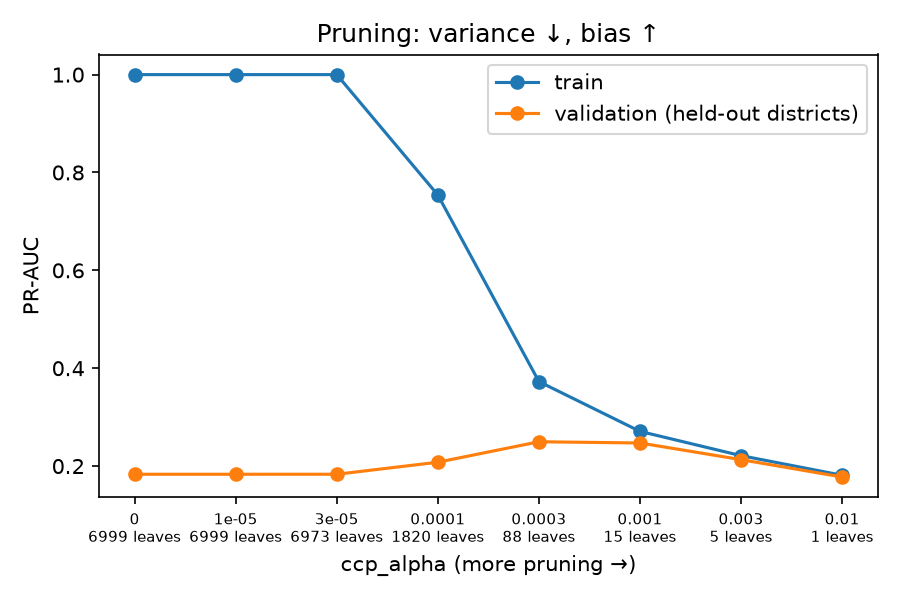 Pruning: variance ↓, bias ↑
train
validation (held-out districts)
PR-AUC
1.0
0.8
0.6
0.4
0.2
0 1e-05 3e-05 0.0001 0.0003 0.001 0.003 0.01
6999 leaves 6999 leaves 6973 leaves 1820 leaves 88 leaves 15 leaves 5 leaves 1 leaves
ccp_alpha (more pruning →)